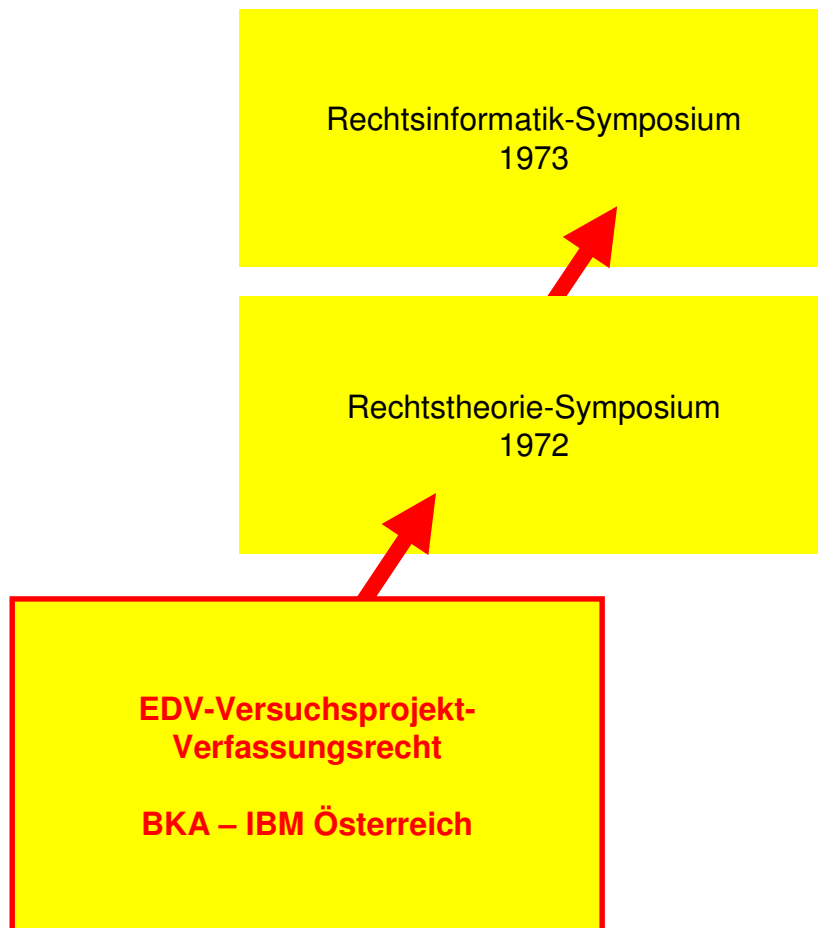 Rechtsinformatik-Symposium
1973
Rechtstheorie-Symposium
1972
EDV-Versuchsprojekt-
Verfassungsrecht
BKA – IBM Österreich